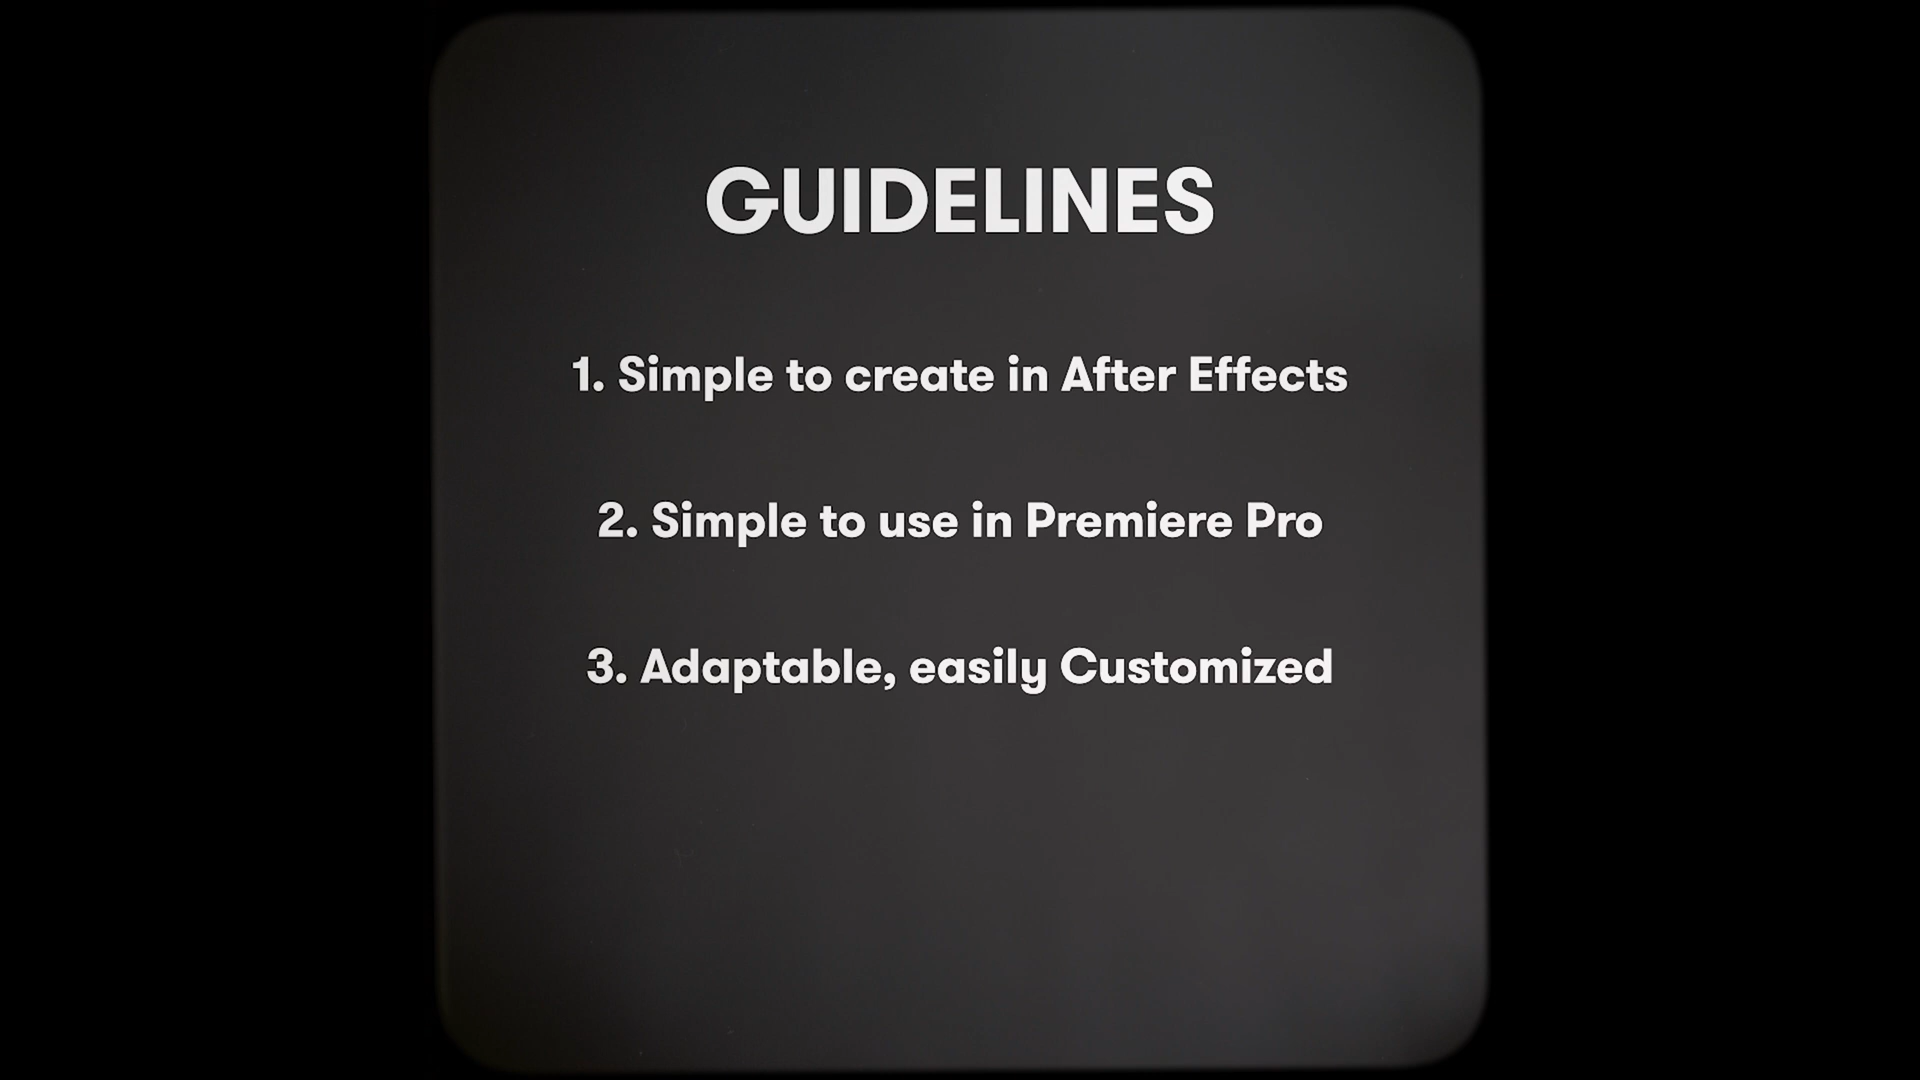 GUIDELINES
1. Simple to create in After Effects
2. Simple to use in Premiere Pro
3. Adaptable, easily Customized